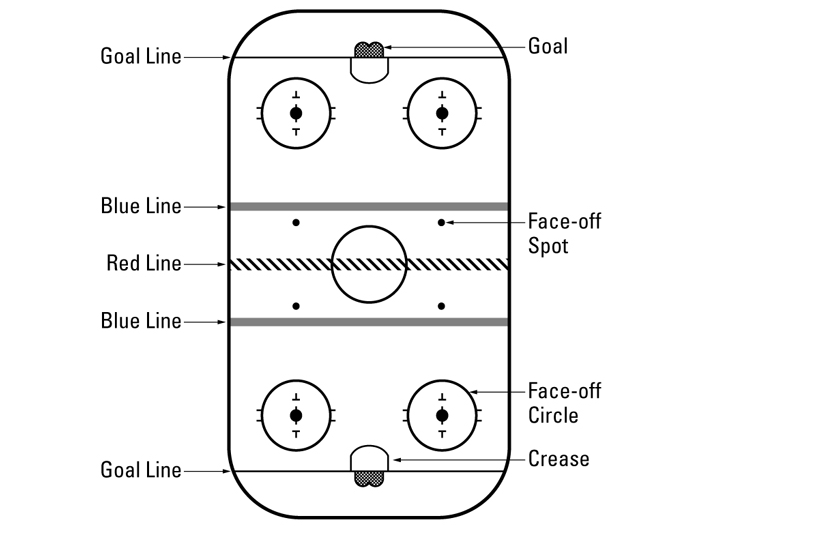 Goal Line
Goal
Blue Line
Face-off
Spot
Red Line
Blue Line
Face-off
Circle
Crease
Goal Line